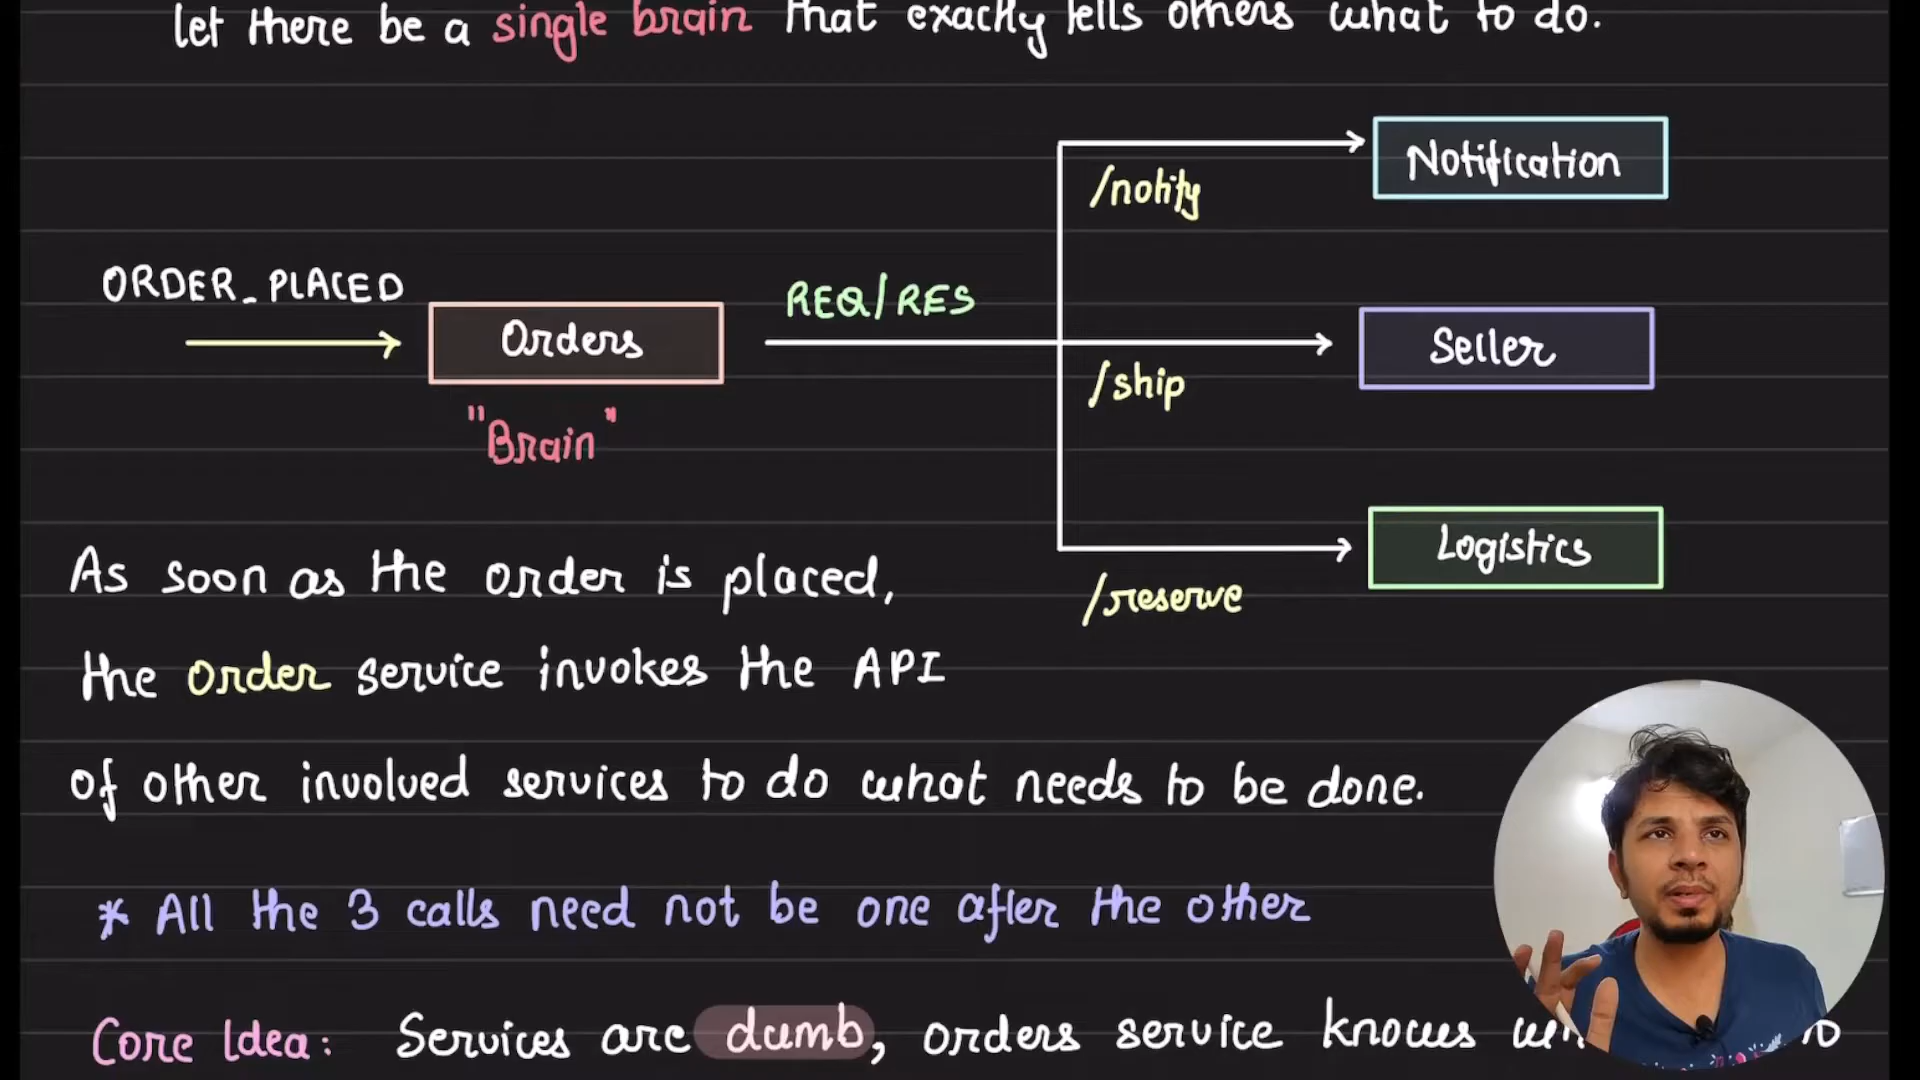 let there be a single brain that exactly tells others what to do.
Notification
/notify
ORDER_PLACED
REQ/RES
Orders
Seller
"Brain"
/ship
Logistics
/reserve
As soon as the order is placed,
the order service invokes the API
of other involved services to do what needs to be done.
* All the 3 calls need not be one after the other
Core Idea: Services are dumb, orders service knows